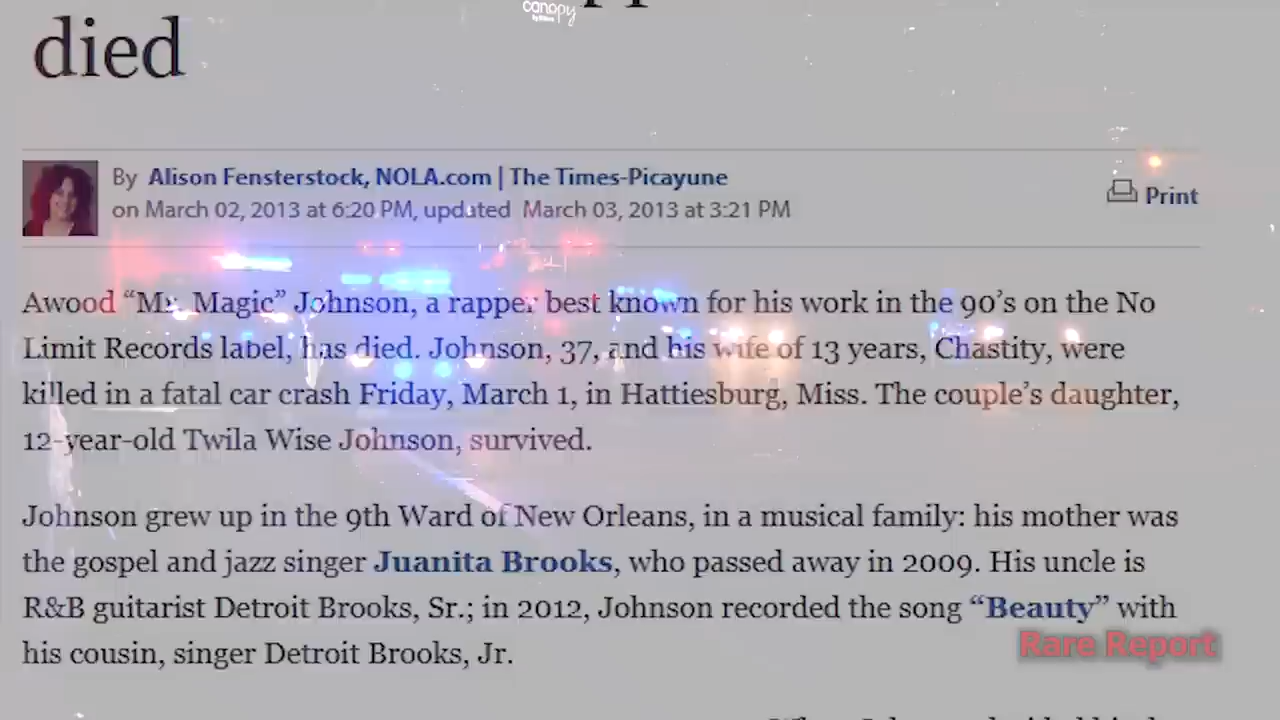 canopy
died
By Alison Fensterstock, NOLA.com | The Times-Picayune
on March 02, 2013 at 6:20 PM, updated March 03, 2013 at 3:21 PM
Print
Awood “Mr. Magic” Johnson, a rapper best known for his work in the 90’s on the No
Limit Records label, has died. Johnson, 37, and his wife of 13 years, Chastity, were
killed in a fatal car crash Friday, March 1, in Hattiesburg, Miss. The couple’s daughter,
12-year-old Twila Wise Johnson, survived.
Johnson grew up in the 9th Ward of New Orleans, in a musical family: his mother was
the gospel and jazz singer Juanita Brooks, who passed away in 2009. His uncle is
R&B guitarist Detroit Brooks, Sr.; in 2012, Johnson recorded the song “Beauty” with
his cousin, singer Detroit Brooks, Jr.
Rare Report